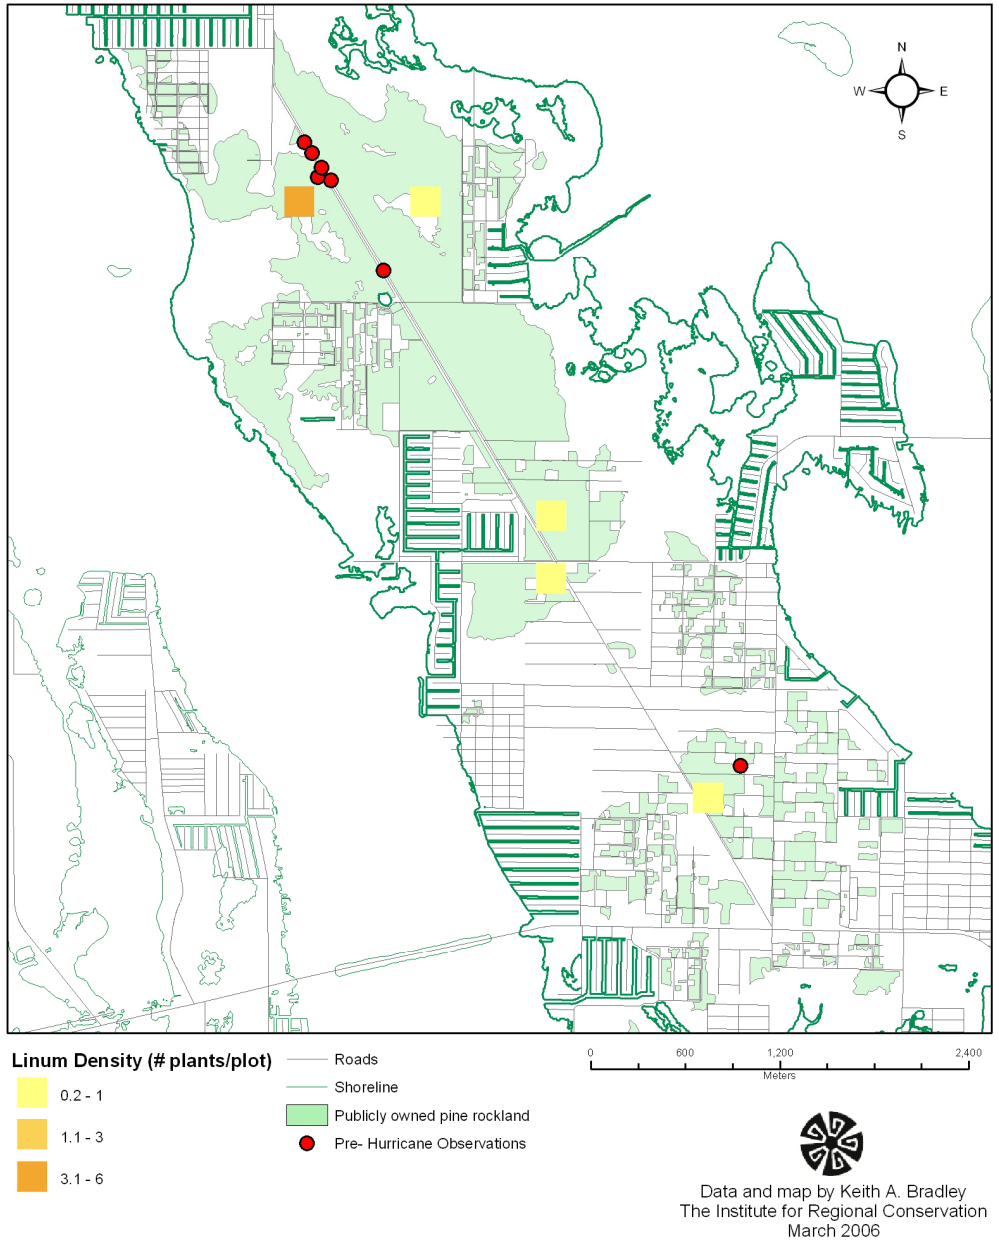 N
W E
S
Linum Density (# plants/plot)
0.2 - 1
1.1 - 3
3.1 - 6
Roads
Shoreline
Publicly owned pine rockland
Pre- Hurricane Observations
0 600 1,200 2,400
Meters
Data and map by Keith A. Bradley
The Institute for Regional Conservation
March 2006